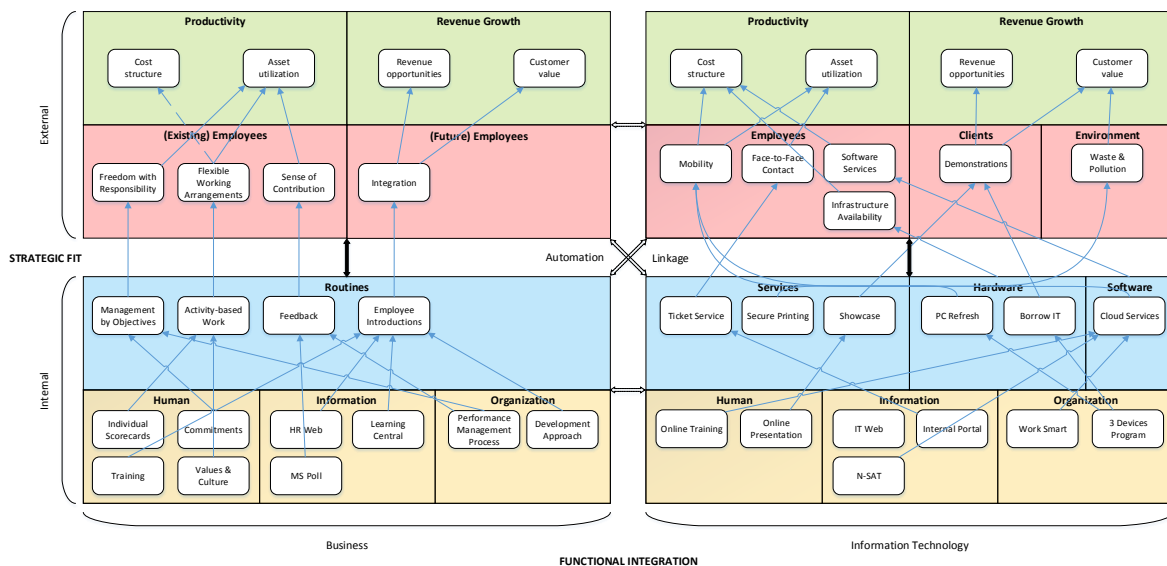 Productivity
Revenue Growth
Cost
structure
Asset
utilization
Revenue
opportunities
Customer
value
(Existing) Employees
(Future) Employees
Freedom with
Responsibility
Flexible
Working
Arrangements
Sense of
Contribution
Integration
Productivity
Revenue Growth
Cost
structure
Asset
utilization
Revenue
opportunities
Customer
value
Employees
Clients
Environment
Mobility
Face-to-Face
Contact
Software
Services
Infrastructure
Availability
Demonstrations
Waste &
Pollution
External
STRATEGIC FIT
Automation
Linkage
Internal
Routines
Management
by Objectives
Activity-based
Work
Feedback
Employee
Introductions
Human
Information
Organization
Individual
Scorecards
Commitments
HR Web
Learning
Central
Performance
Management
Process
Development
Approach
Training
Values &
Culture
MS Poll
Services
Hardware
Software
Ticket Service
Secure Printing
Showcase
PC Refresh
Borrow IT
Cloud Services
Human
Information
Organization
Online Training
Online
Presentation
IT Web
Internal Portal
Work Smart
3 Devices
Program
N-SAT
Business
Information Technology
FUNCTIONAL INTEGRATION